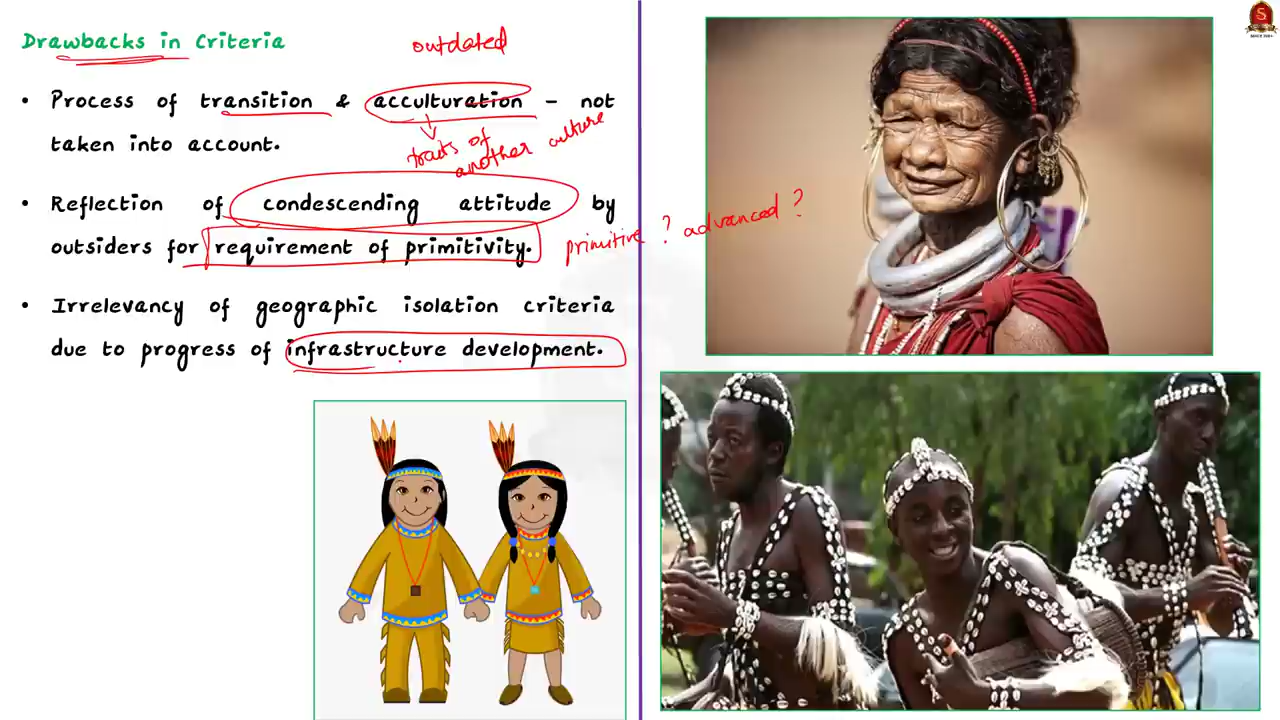 Drawbacks in Criteria
outdated
• Process of transition & acculturation - not
taken into account.
traits of
another culture
• Reflection of condescending attitude by
outsiders for requirement of primitivity.
primitive ? advanced ?
• Irrelevancy of geographic isolation criteria
due to progress of infrastructure development.
S